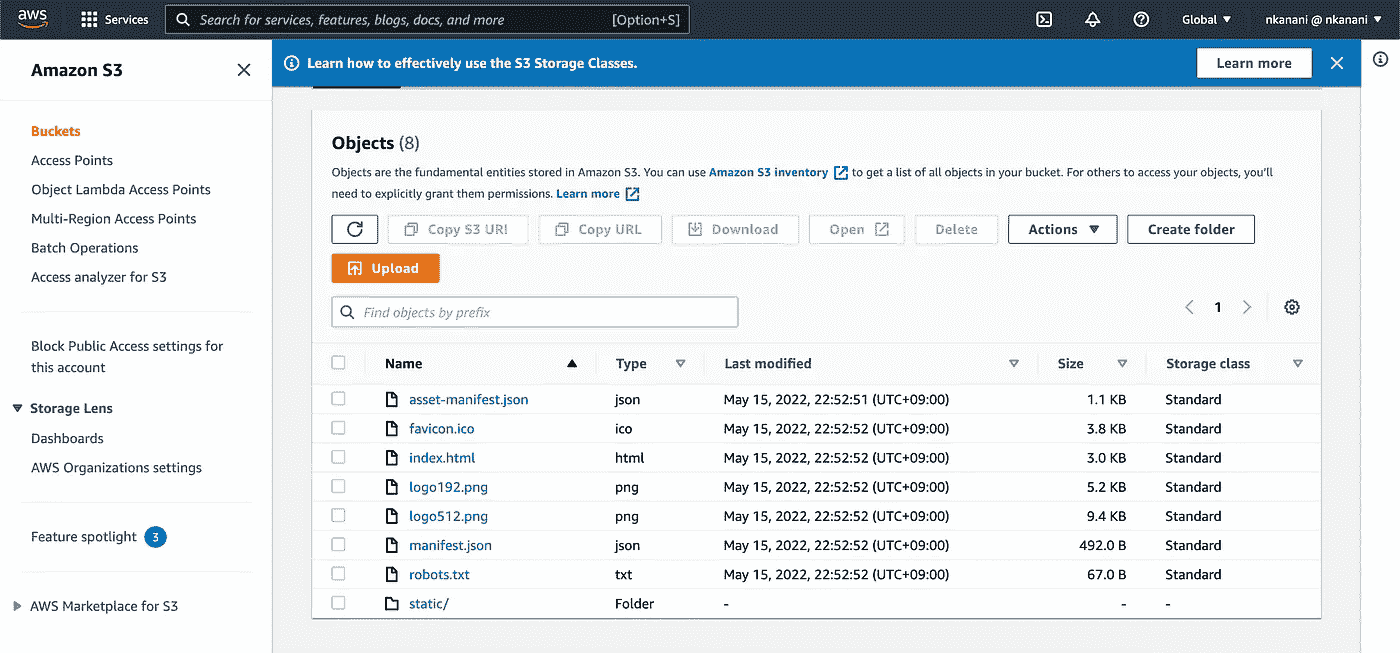 aws
Services
Search for services, features, blogs, docs, and more
[Option+S]
Global
nkanani @ nkanani
Amazon S3
Buckets
Access Points
Object Lambda Access Points
Multi-Region Access Points
Batch Operations
Access analyzer for S3
Block Public Access settings for
this account
Storage Lens
Dashboards
AWS Organizations settings
Feature spotlight 3
AWS Marketplace for S3
Learn how to effectively use the S3 Storage Classes.
Learn more
Objects (8)
Objects are the fundamental entities stored in Amazon S3. You can use Amazon S3 inventory to get a list of all objects in your bucket. For others to access your objects, you'll
need to explicitly grant them permissions. Learn more
Copy S3 URI Copy URL Download Open Delete Actions Create folder
Upload
Find objects by prefix
1
Name Type Last modified Size Storage class
asset-manifest.json json May 15, 2022, 22:52:51 (UTC+09:00) 1.1 KB Standard
favicon.ico ico May 15, 2022, 22:52:52 (UTC+09:00) 3.8 KB Standard
index.html html May 15, 2022, 22:52:52 (UTC+09:00) 3.0 KB Standard
logo192.png png May 15, 2022, 22:52:52 (UTC+09:00) 5.2 KB Standard
logo512.png png May 15, 2022, 22:52:52 (UTC+09:00) 9.4 KB Standard
manifest.json json May 15, 2022, 22:52:52 (UTC+09:00) 492.0 B Standard
robots.txt txt May 15, 2022, 22:52:52 (UTC+09:00) 67.0 B Standard
static/ Folder - - -